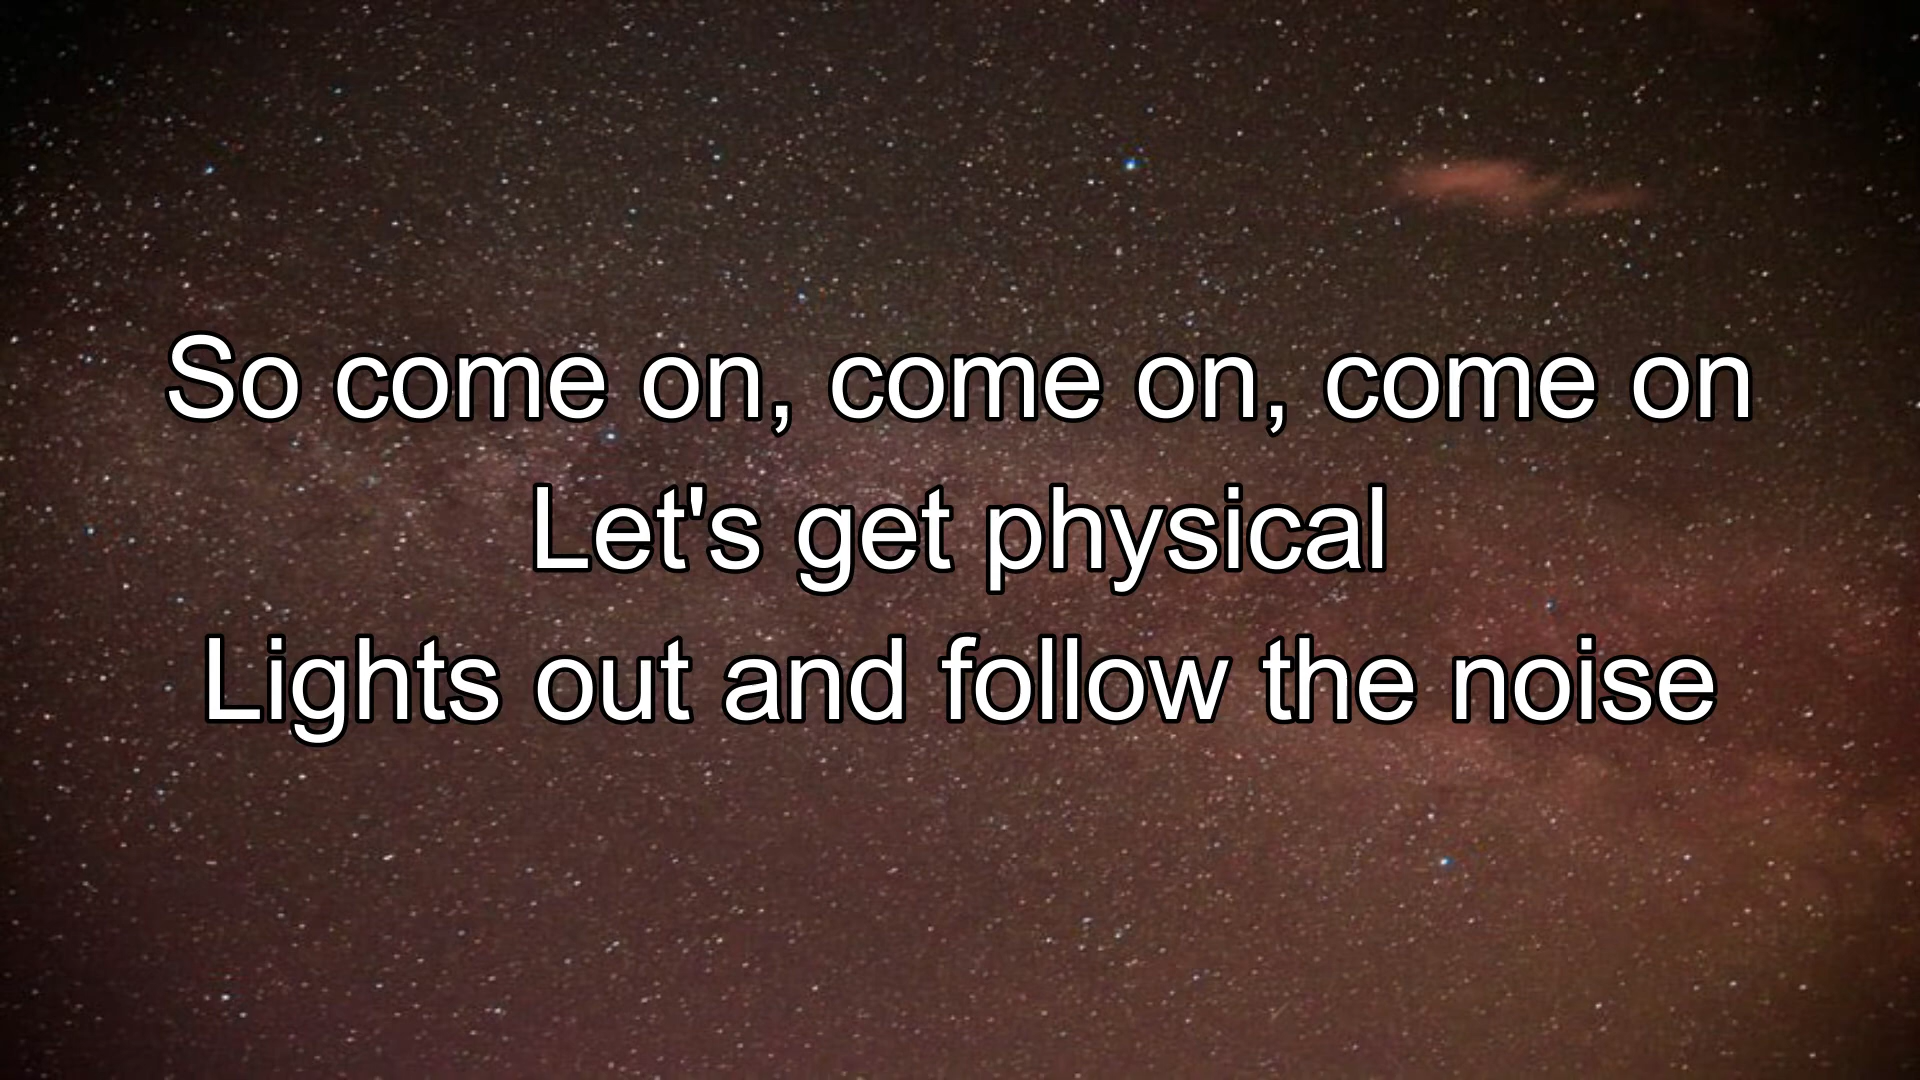 So come on, come on, come on
Let's get physical
Lights out and follow the noise